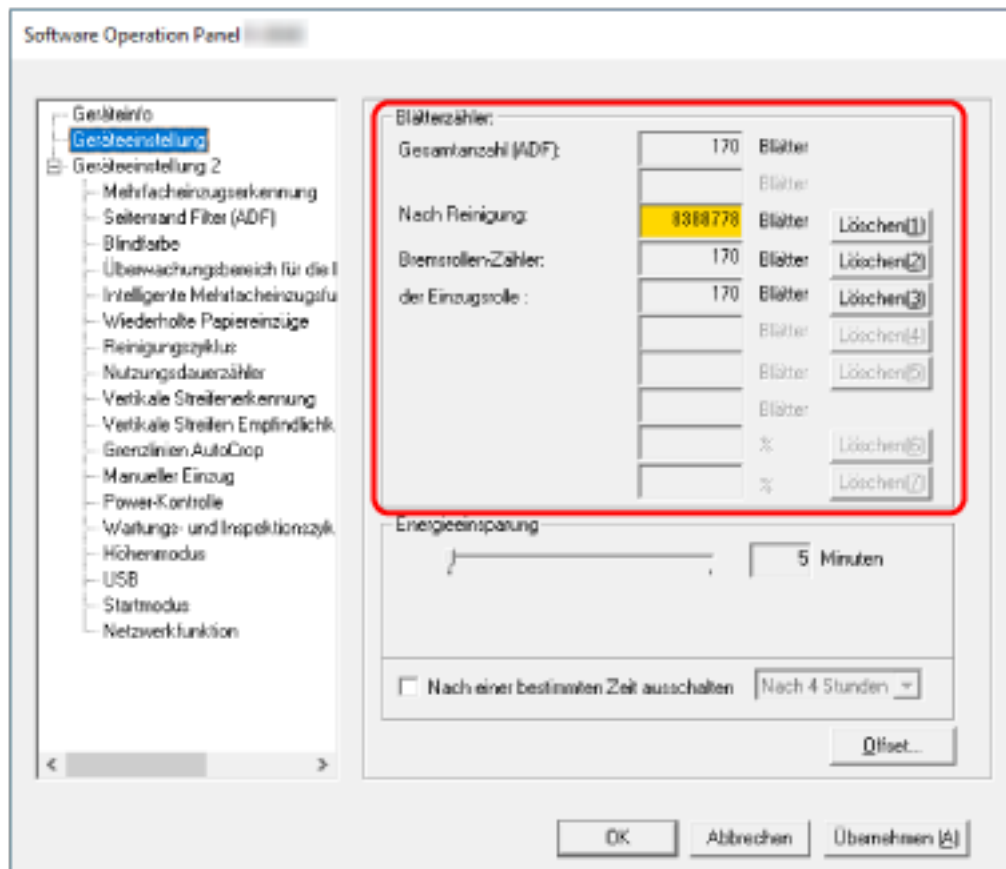 Software Operation Panel
Geräteinfo
Geräteeinstellung
Geräteeinstellung 2
Mehrfacheinzugserkennung
Seitenrand Filter (ADF)
Blindfarbe
Überwachungsbereich für die I
Intelligente Mehrfacheinzugsfu
Wiederholte Papiereinzüge
Reinigungszyklus
Nutzungsdauerzähler
Vertikale Streifenerkennung
Vertikale Streifen Empfindlichk
Grenzlinien AutoCrop
Manueller Einzug
Power-Kontrolle
Wartungs- und Inspektionszyk
Höhenmodus
USB
Startmodus
Netzwerkfunktion
Blätterzähler:
Gesamtanzahl (ADF): 170 Blätter
Blätter
Nach Reinigung: 8388778 Blätter Löschen(1)
Bremsrollen-Zähler: 170 Blätter Löschen(2)
der Einzugsrolle : 170 Blätter Löschen(3)
Blätter Löschen(4)
Blätter Löschen(5)
Blätter
% Löschen(6)
% Löschen(7)
Energieeinsparung
5 Minuten
Nach einer bestimmten Zeit ausschalten Nach 4 Stunden
Offset...
OK Abbrechen Übernehmen (A)